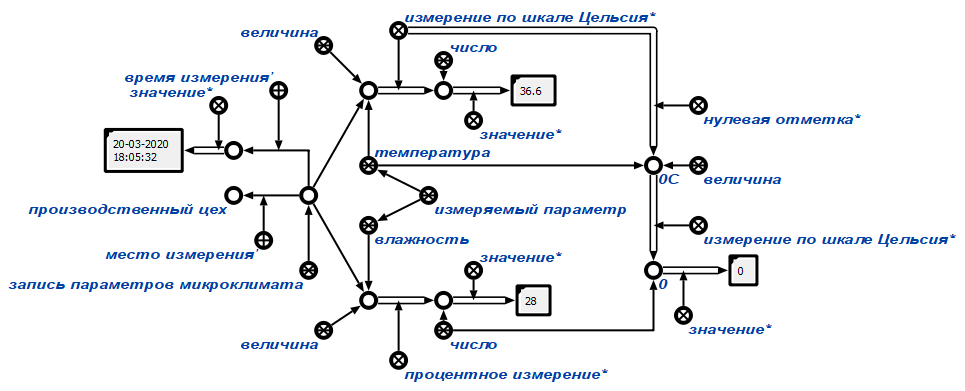 измерение по шкале Цельсия*
величина
число
время измерения'
значение*
36.6
нулевая отметка*
значение*
20-03-2020
18:05:32
температура
0C
величина
производственный цех
измеряемый параметр
влажность
измерение по шкале Цельсия*
место измерения'
значение*
запись параметров микроклимата
0
0
28
значение*
величина
число
процентное измерение*